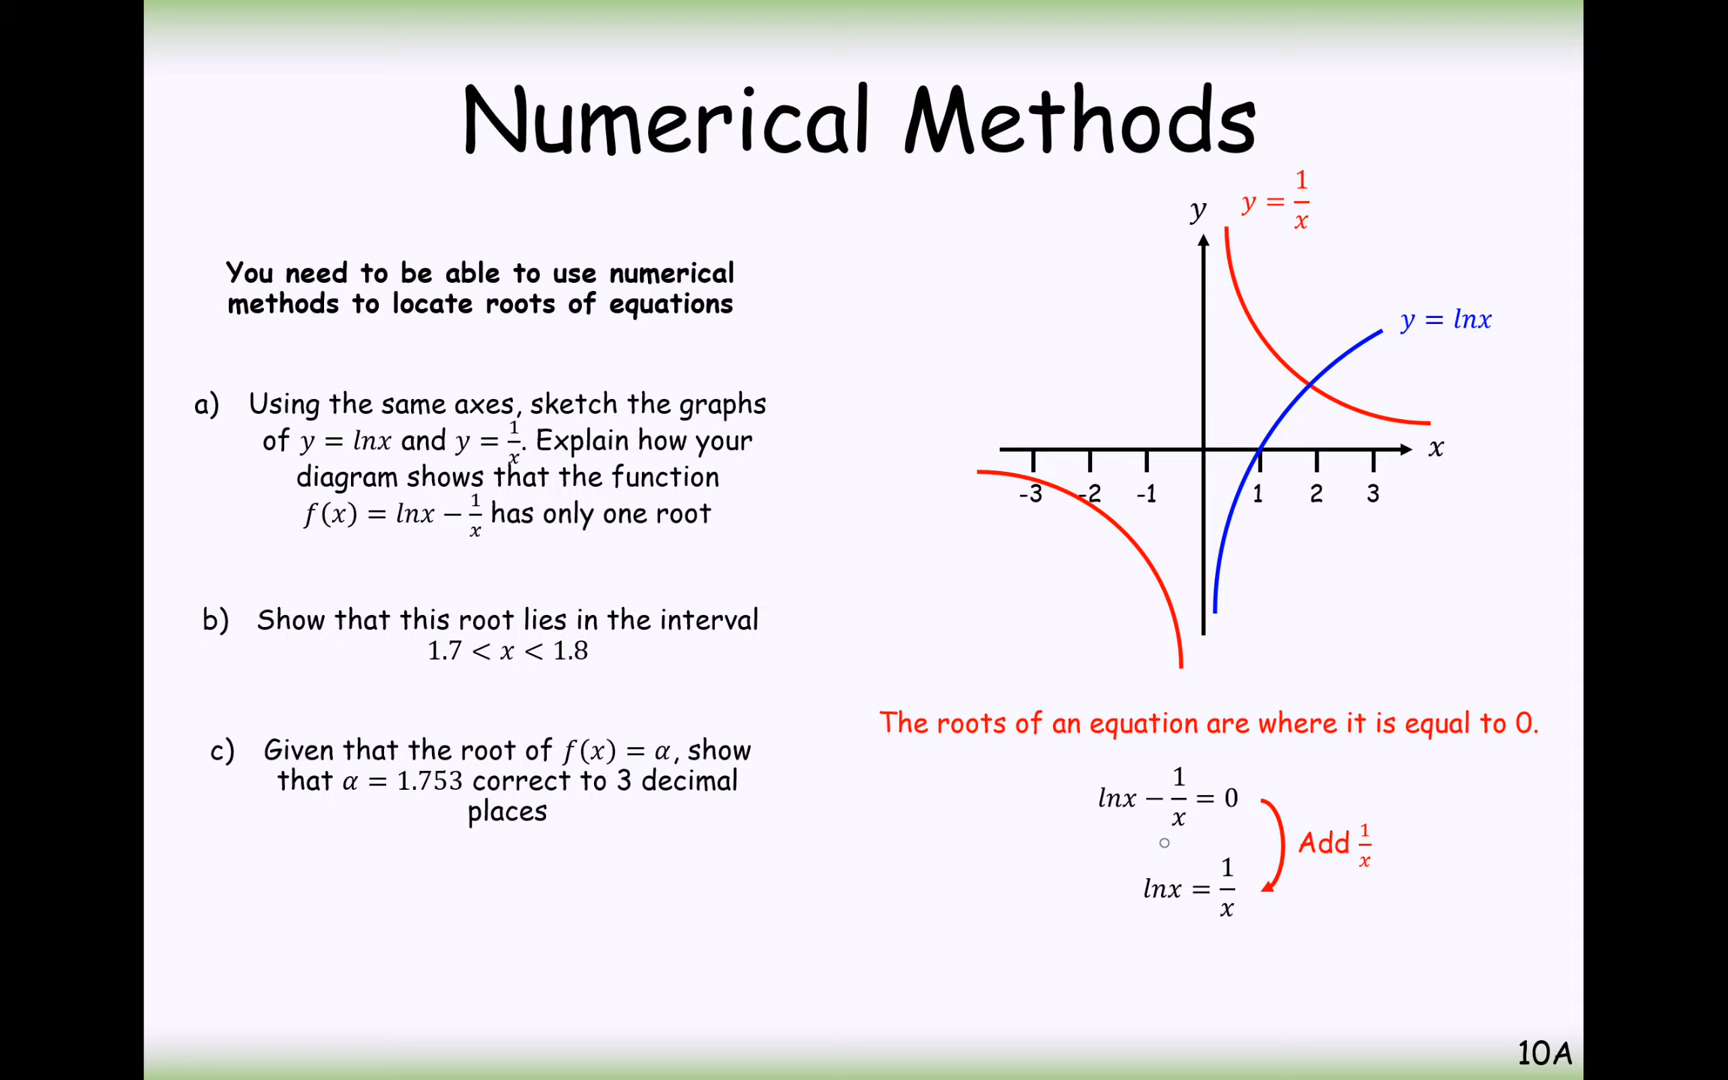 Numerical Methods
You need to be able to use numerical
methods to locate roots of equations
a) Using the same axes, sketch the graphs
of y = lnx and y = 1/x. Explain how your
diagram shows that the function
f(x) = lnx − 1/x has only one root
b) Show that this root lies in the interval
1.7 < x < 1.8
c) Given that the root of f(x) = α, show
that α = 1.753 correct to 3 decimal
places
y
y = 1/x
y = lnx
x
-3 -2 -1 1 2 3
The roots of an equation are where it is equal to 0.
lnx − 1/x = 0
Add 1/x
lnx = 1/x
10A